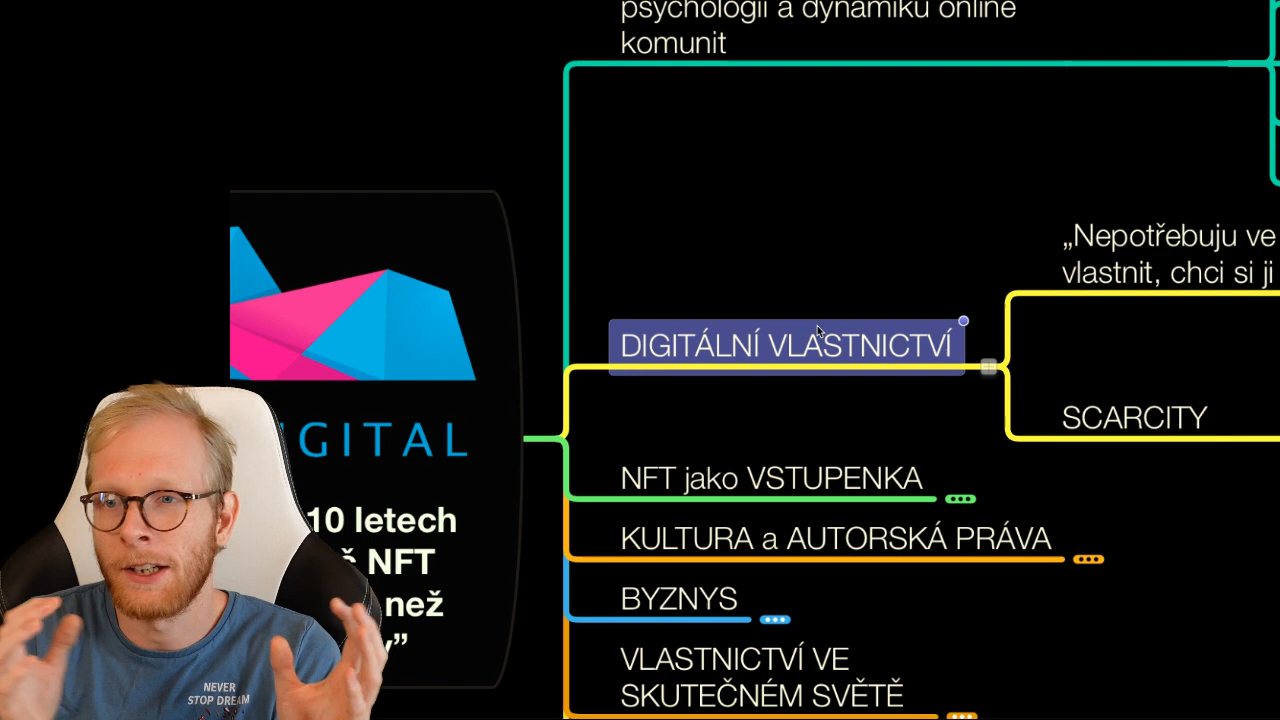 psychologii a dynamiku online
komunit
„Nepotřebuju ve
vlastnit, chci si ji
DIGITÁLNÍ VLASTNICTVÍ
SCARCITY
GITAL
10 letech
NFT
než
NFT jako VSTUPENKA
KULTURA a AUTORSKÁ PRÁVA
BYZNYS
VLASTNICTVÍ VE
SKUTEČNÉM SVĚTĚ
NEVER
STOP DREAM